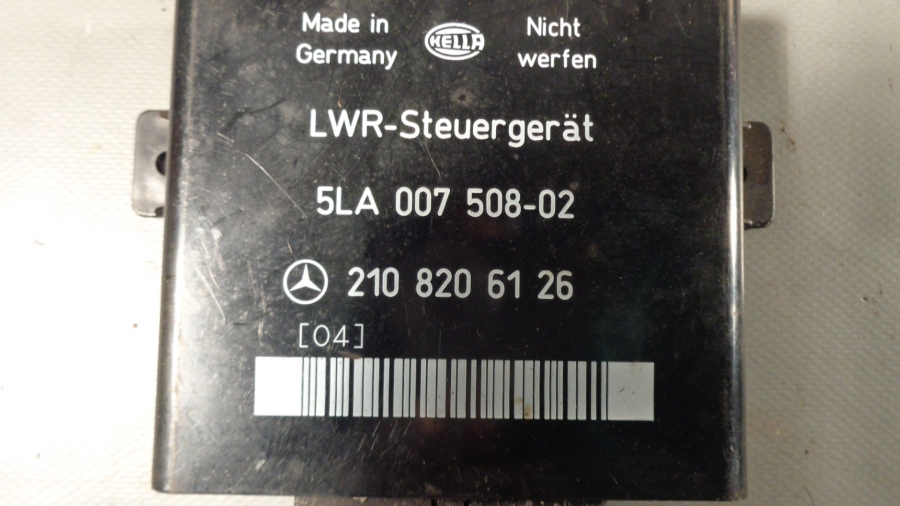 Made in
Germany
HELLA
Nicht
werfen
LWR-Steuergerät
5LA 007 508-02
210 820 61 26
[04]